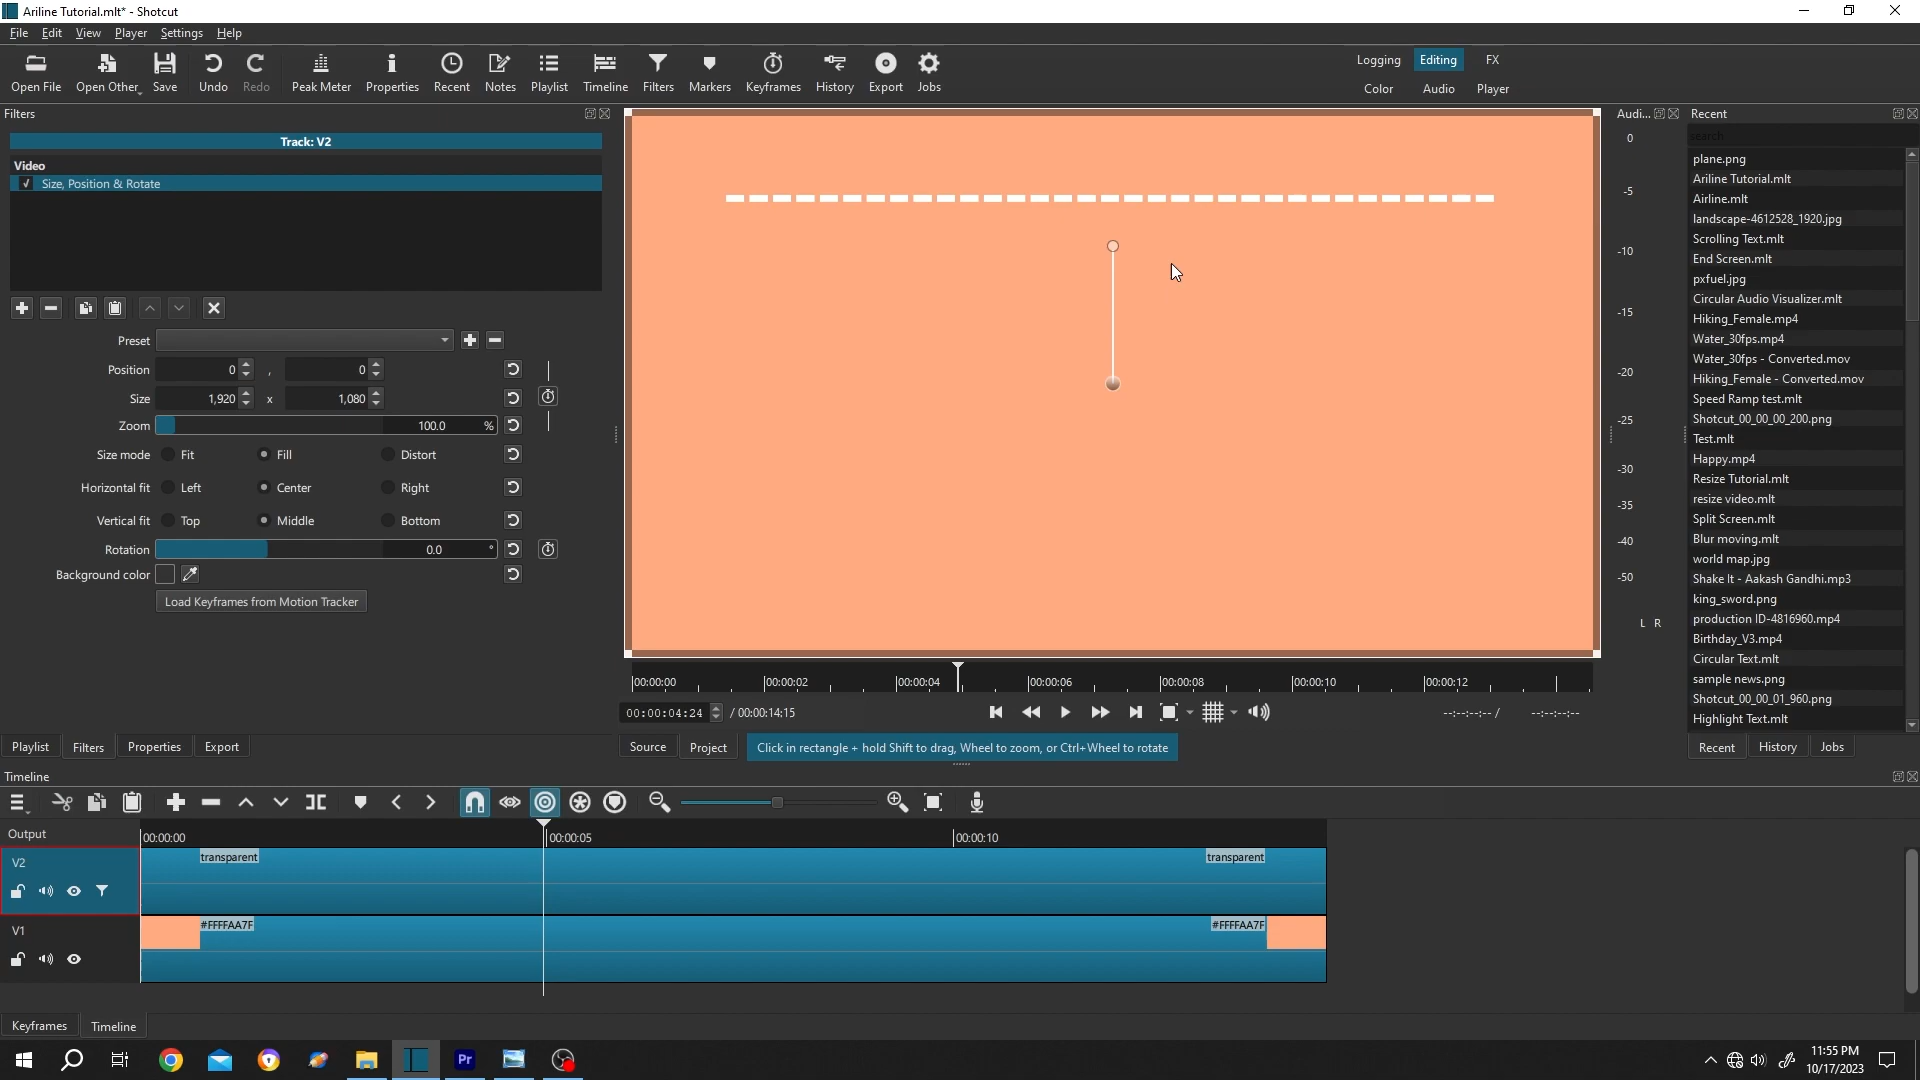 Ariline Tutorial.mlt* - Shotcut
File Edit View Player Settings Help
Open File Open Other Save Undo Redo Peak Meter Properties Recent Notes Playlist Timeline Filters Markers Keyframes History Export Jobs
Logging Editing FX
Color Audio Player
Filters
Track: V2
Video
Size, Position & Rotate
Preset
Position 0 , 0
Size 1,920 x 1,080
Zoom 100.0 %
Size mode Fit Fill Distort
Horizontal fit Left Center Right
Vertical fit Top Middle Bottom
Rotation 0.0 °
Background color
Load Keyframes from Motion Tracker
Playlist Filters Properties Export
00:00:00 00:00:02 00:00:04 00:00:06 00:00:08 00:00:10 00:00:12
00:00:04:24 / 00:00:14:15
--:--:--:-- / --:--:--:--
Source Project Click in rectangle + hold Shift to drag, Wheel to zoom, or Ctrl+Wheel to rotate
Audi...
0
-5
-10
-15
-20
-25
-30
-35
-40
-50
L R
Recent
search
plane.png
Ariline Tutorial.mlt
Airline.mlt
landscape-4612528_1920.jpg
Scrolling Text.mlt
End Screen.mlt
pxfuel.jpg
Circular Audio Visualizer.mlt
Hiking_Female.mp4
Water_30fps.mp4
Water_30fps - Converted.mov
Hiking_Female - Converted.mov
Speed Ramp test.mlt
Shotcut_00_00_00_200.png
Test.mlt
Happy.mp4
Resize Tutorial.mlt
resize video.mlt
Split Screen.mlt
Blur moving.mlt
world map.jpg
Shake It - Aakash Gandhi.mp3
king_sword.png
production ID-4816960.mp4
Birthday_V3.mp4
Circular Text.mlt
sample news.png
Shotcut_00_00_01_960.png
Highlight Text.mlt
Recent History Jobs
Timeline
Output
00:00:00 00:00:05 00:00:10
V2
transparent transparent
V1
#FFFFAA7F #FFFFAA7F
Keyframes Timeline
Pr
11:55 PM
10/17/2023